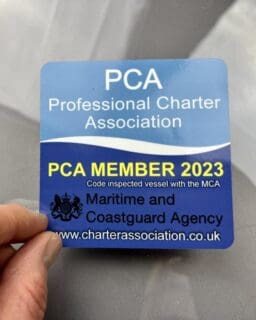 PCA
Professional Charter
Association
PCA MEMBER 2023
Code inspected vessel with the MCA
Maritime and
Coastguard Agency
www.charterassociation.co.uk